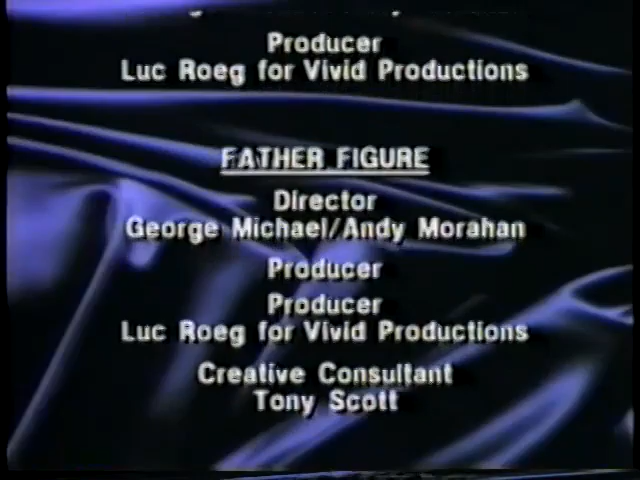 Producer
Luc Roeg for Vivid Productions
FATHER FIGURE
Director
George Michael/Andy Morahan
Producer
Producer
Luc Roeg for Vivid Productions
Creative Consultant
Tony Scott